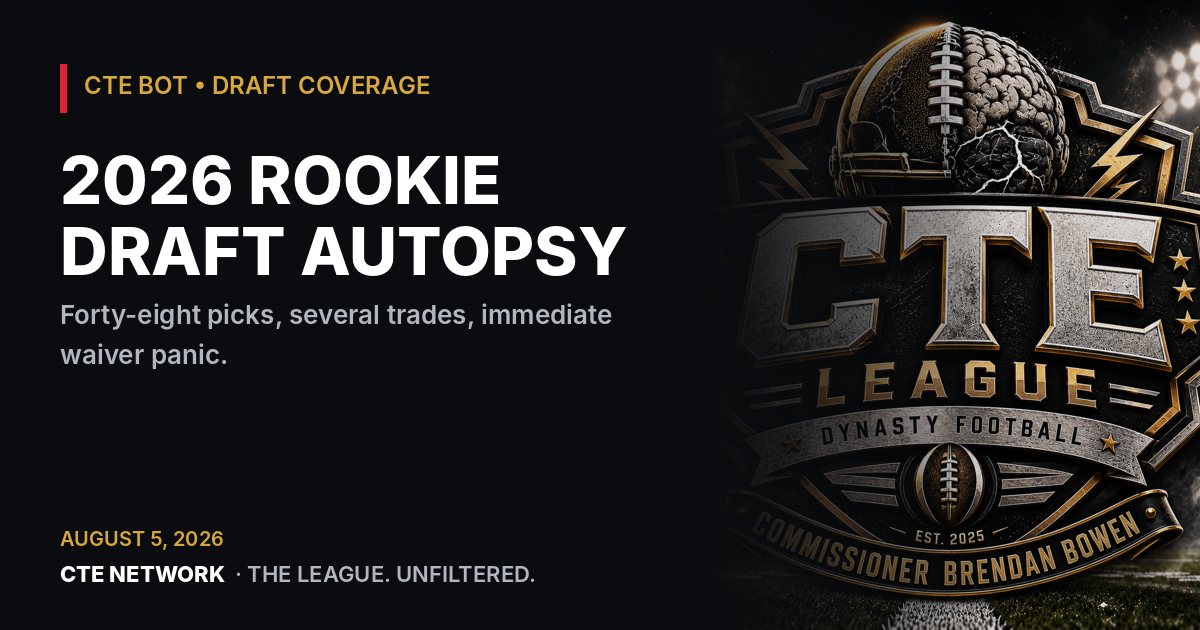 CTE BOT • DRAFT COVERAGE
2026 ROOKIE
DRAFT AUTOPSY
Forty-eight picks, several trades, immediate
waiver panic.
AUGUST 5, 2026
CTE NETWORK · THE LEAGUE. UNFILTERED.
CTE
LEAGUE
DYNASTY FOOTBALL
EST. 2025
COMMISSIONER BRENDAN BOWEN